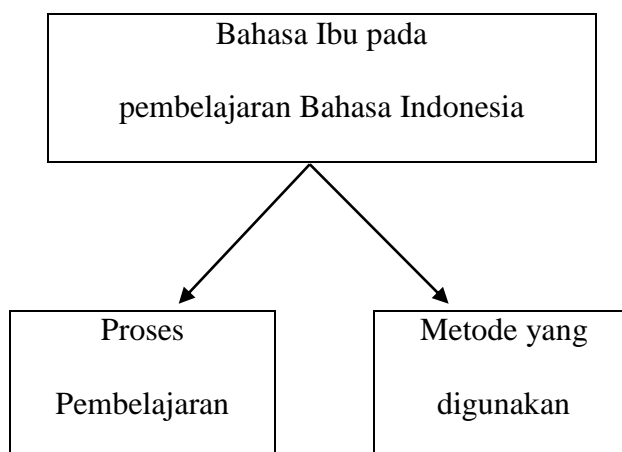 Bahasa Ibu pada
pembelajaran Bahasa Indonesia
Proses
Pembelajaran
Metode yang
digunakan